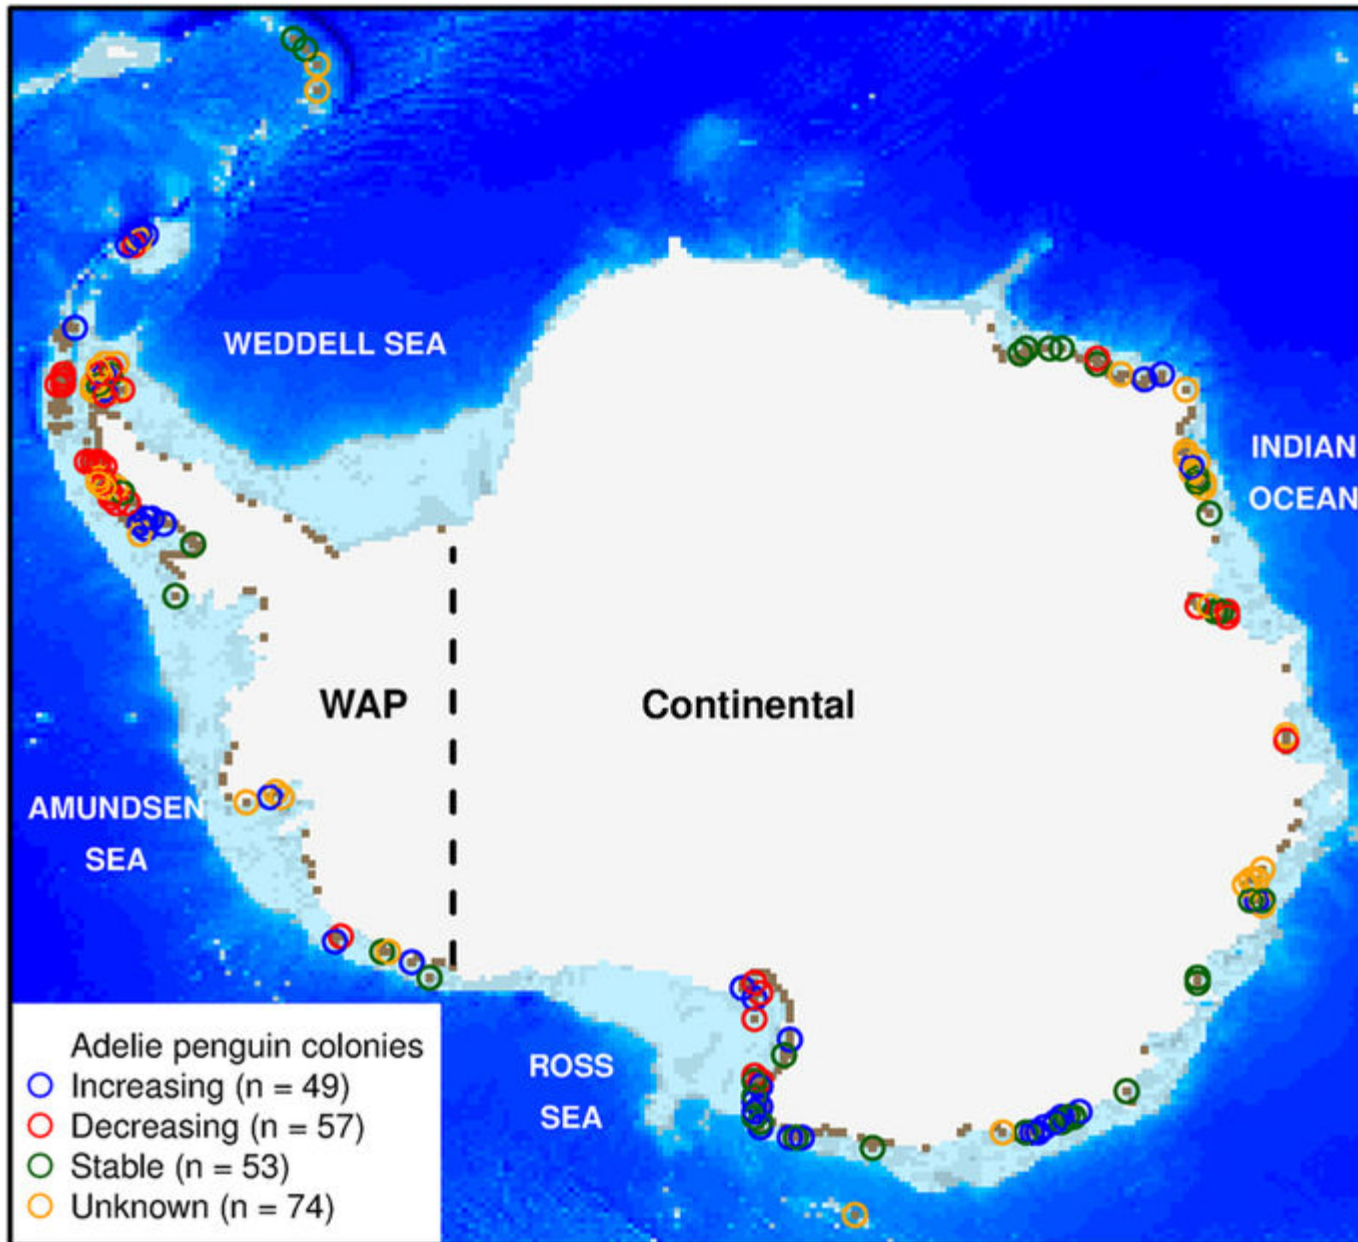 WEDDELL SEA
INDIAN
OCEAN
WAP
Continental
AMUNDSEN
SEA
ROSS
SEA
Adelie penguin colonies
Increasing (n = 49)
Decreasing (n = 57)
Stable (n = 53)
Unknown (n = 74)